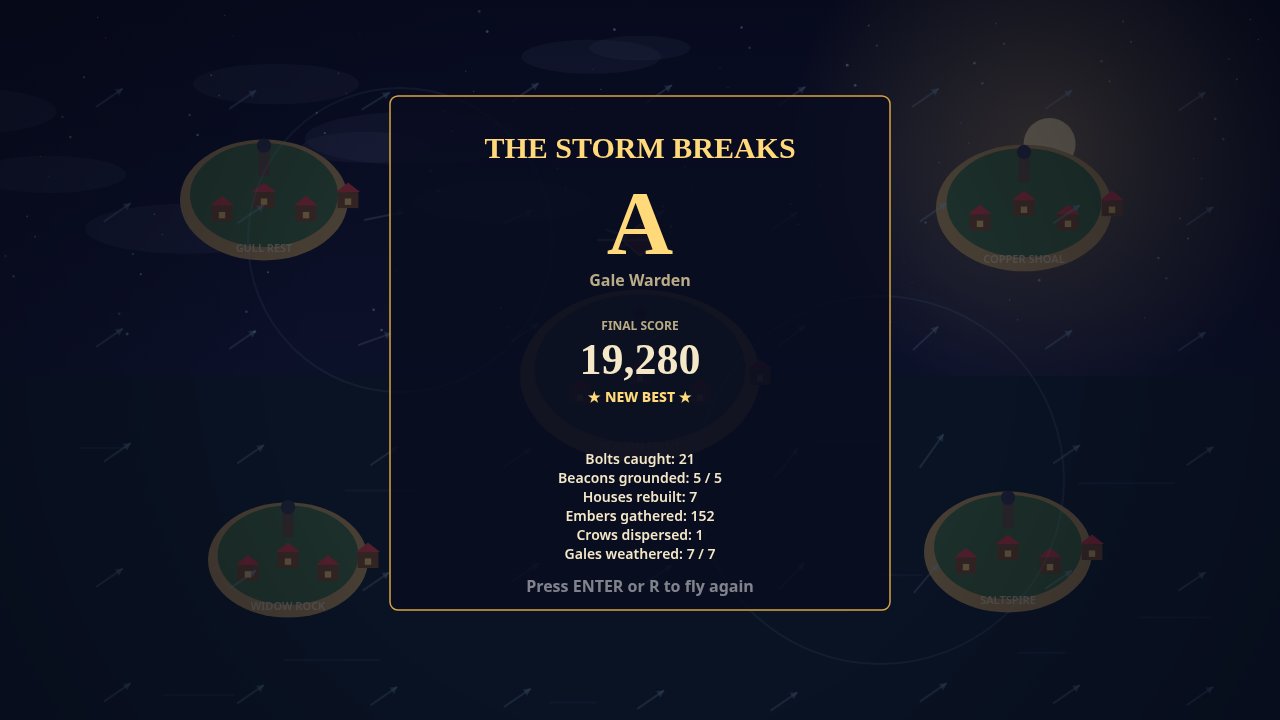 THE STORM BREAKS
A
Gale Warden
FINAL SCORE
19,280
★ NEW BEST ★
Bolts caught: 21
Beacons grounded: 5 / 5
Houses rebuilt: 7
Embers gathered: 152
Crows dispersed: 1
Gales weathered: 7 / 7
Press ENTER or R to fly again
GULL REST
COPPER SHOAL
WIDOW ROCK
SALTSPIRE